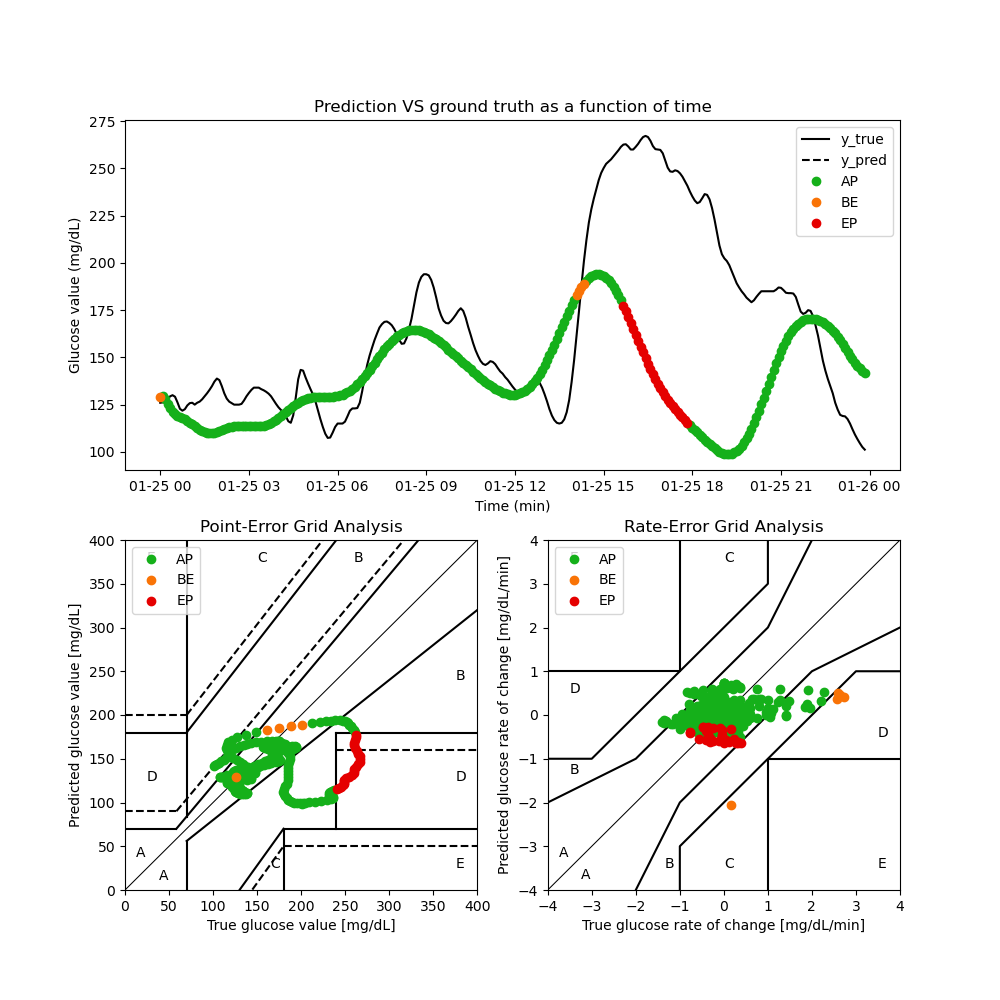 Prediction VS ground truth as a function of time
275
250
225
200
175
150
125
100
Glucose value (mg/dL)
y_true
y_pred
AP
BE
EP
01-25 00 01-25 03 01-25 06 01-25 09 01-25 12 01-25 15 01-25 18 01-25 21 01-26 00
Time (min)
Point-Error Grid Analysis
400
350
300
250
200
150
100
50
0
Predicted glucose value [mg/dL]
AP
BE
EP
C B
B
D D
A
A
C
E
0 50 100 150 200 250 300 350 400
True glucose value [mg/dL]
Rate-Error Grid Analysis
4
3
2
1
0
−1
−2
−3
−4
Predicted glucose rate of change [mg/dL/min]
AP
BE
EP
C
D
D
B
A
A
B C E
−4 −3 −2 −1 0 1 2 3 4
True glucose rate of change [mg/dL/min]